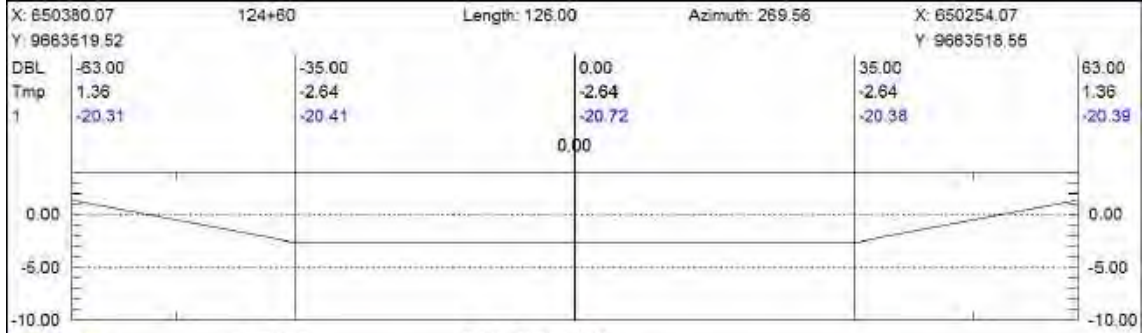 X: 650380.07 124+60 Length: 126.00 Azimuth: 269.56 X: 650254.07
Y: 9663519.52 Y: 9663518.55
DBL -63.00 -35.00 0.00 35.00 63.00
Tmp 1.36 -2.64 -2.64 -2.64 1.36
1 -20.31 -20.41 -20.72 -20.38 -20.39
0.00
0.00 0.00
-5.00 -5.00
-10.00 -10.00